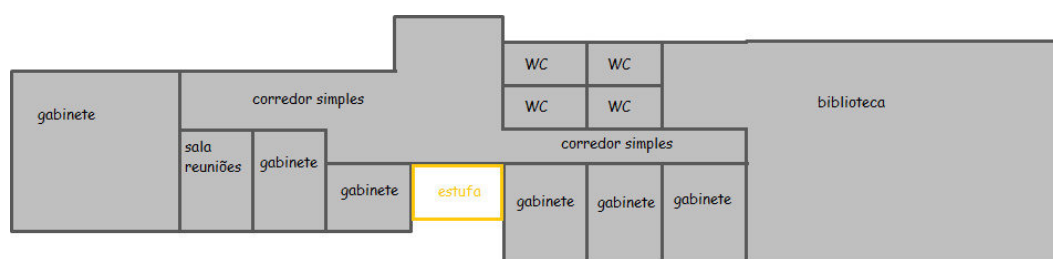 WC
WC
gabinete
corredor simples
WC
WC
biblioteca
sala
reuniões
gabinete
corredor simples
gabinete
estufa
gabinete
gabinete
gabinete